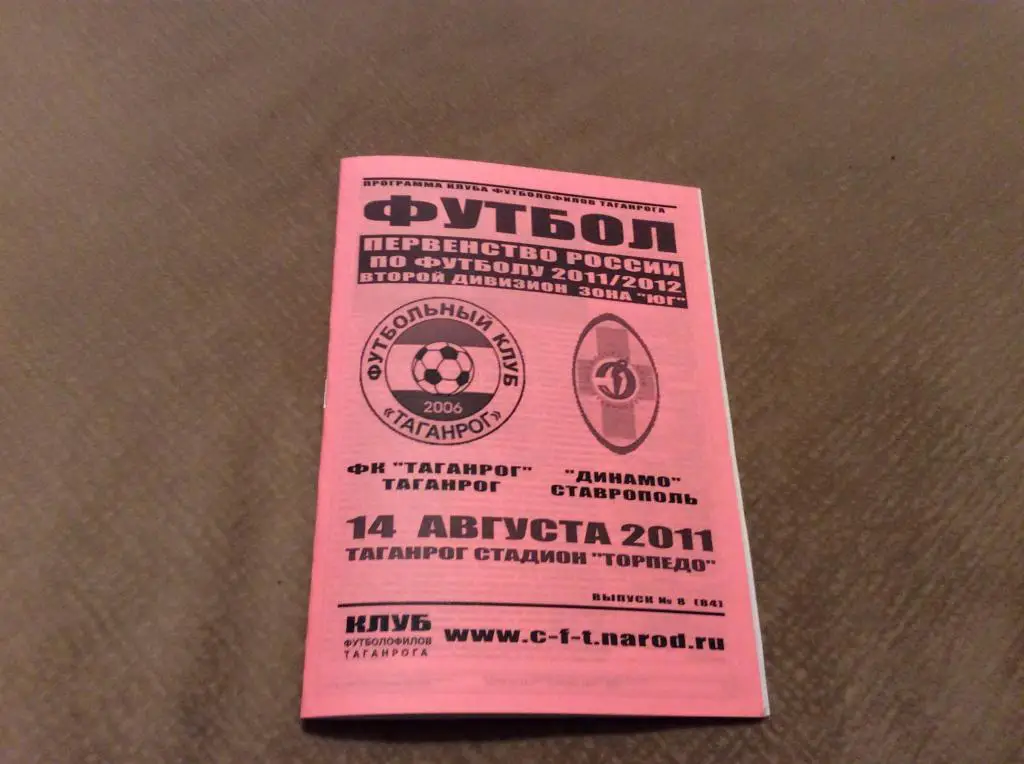 ПРОГРАММА КЛУБА ФУТБОЛОФИЛОВ ТАГАНРОГА
ФУТБОЛ
ПЕРВЕНСТВО РОССИИ
ПО ФУТБОЛУ 2011/2012
ВТОРОЙ ДИВИЗИОН ЗОНА "ЮГ"
ФУТБОЛЬНЫЙ КЛУБ
2006
«ТАГАНРОГ»
Д
ФК "ТАГАНРОГ"
ТАГАНРОГ
"ДИНАМО"
СТАВРОПОЛЬ
14 АВГУСТА 2011
ТАГАНРОГ СТАДИОН "ТОРПЕДО"
ВЫПУСК № 8 (84)
КЛУБ
ФУТБОЛОФИЛОВ
ТАГАНРОГА
www.c-f-t.narod.ru